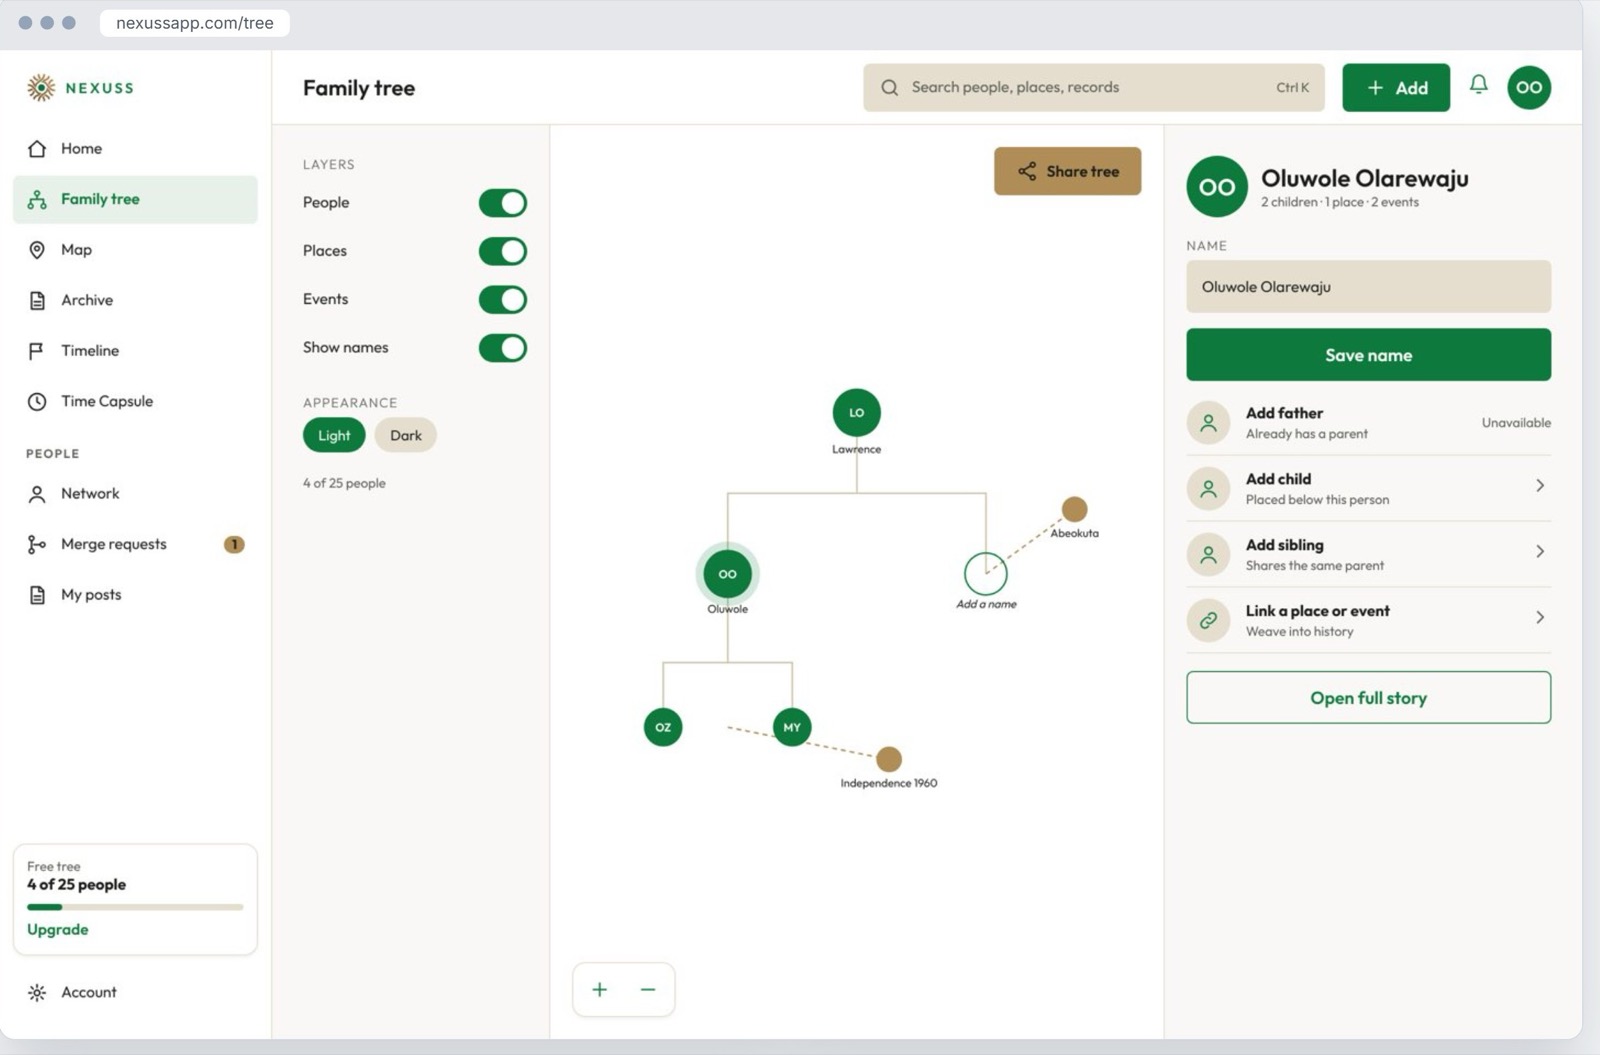 nexussapp.com/tree
NEXUSS
Family tree
Search people, places, records
Ctrl K
+ Add
OO
Home
Family tree
Map
Archive
Timeline
Time Capsule
PEOPLE
Network
Merge requests
1
My posts
Free tree
4 of 25 people
Upgrade
Account
LAYERS
People
Places
Events
Show names
APPEARANCE
Light
Dark
4 of 25 people
Share tree
LO
Lawrence
Abeokuta
OO
Oluwole
Add a name
OZ
MY
Independence 1960
+ −
OO
Oluwole Olarewaju
2 children · 1 place · 2 events
NAME
Oluwole Olarewaju
Save name
Add father
Already has a parent
Unavailable
Add child
Placed below this person
Add sibling
Shares the same parent
Link a place or event
Weave into history
Open full story